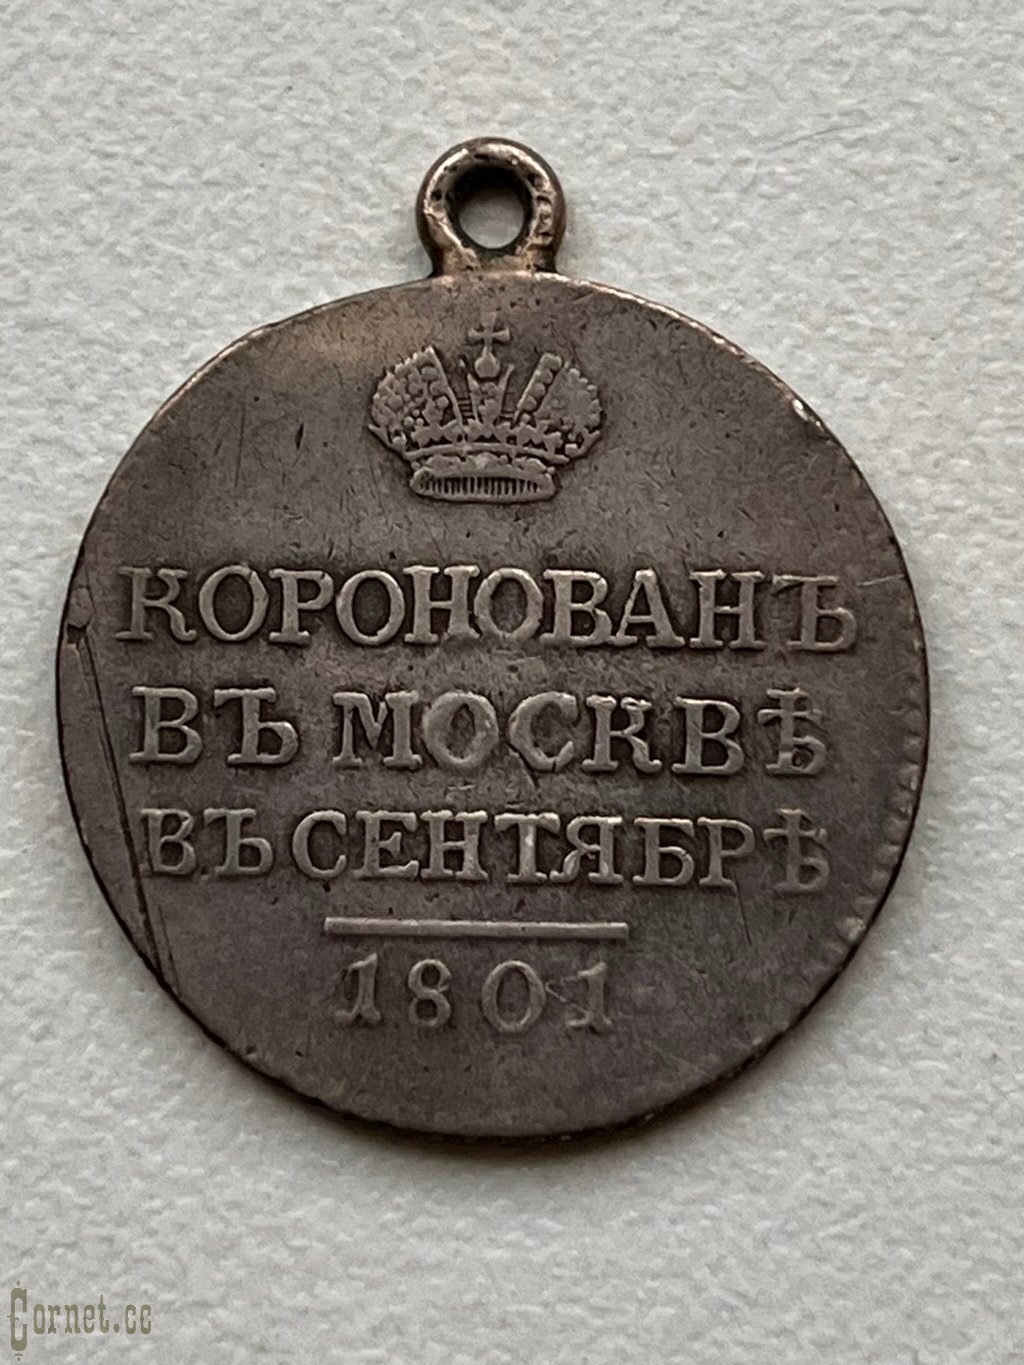 КОРОНОВАНЪ
ВЪ МОСКВѢ
ВЪ СЕНТЯБРѢ
1801
Cornet.cc